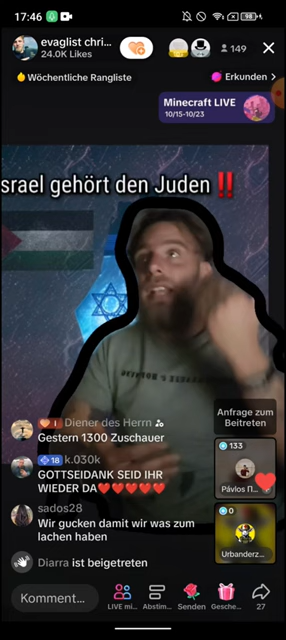 17:46
98
evaglist chri...
24.0K Likes
149
Wöchentliche Rangliste
Erkunden >
Minecraft LIVE
10/15-10/23
srael gehört den Juden ‼️
Anfrage zum
Beitreten
1 Diener des Herrn
Gestern 1300 Zuschauer
133
18 k.030k
GOTTSEIDANK SEID IHR
WIEDER DA❤️❤️❤️❤️❤️
Pávlos Π...
sados28
Wir gucken damit wir was zum
lachen haben
0
Urbanderz...
Diarra ist beigetreten
Komment...
LIVE mi...
Abstim...
Senden
Gesche...
27